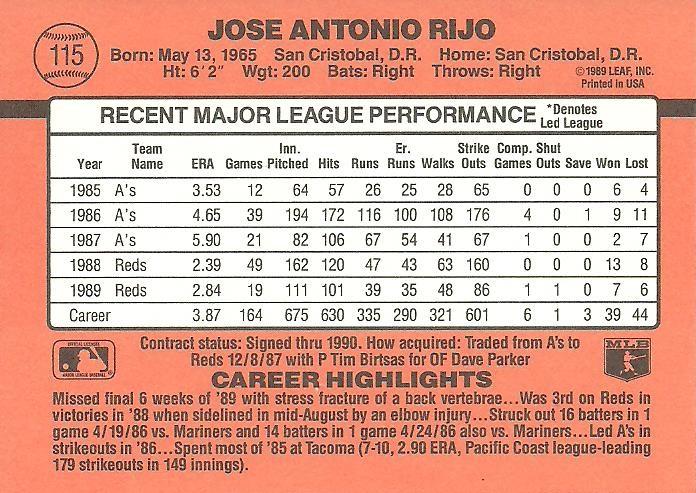 115
JOSE ANTONIO RIJO
Born: May 13, 1965 San Cristobal, D.R. Home: San Cristobal, D.R.
Ht: 6'2" Wgt: 200 Bats: Right Throws: Right
©1989 LEAF, INC.
Printed in USA
RECENT MAJOR LEAGUE PERFORMANCE *Denotes Led League
Year Team Name ERA Games Inn. Pitched Hits Runs Er. Runs Walks Strike Outs Comp. Games Shut Outs Save Won Lost
1985 A's 3.53 12 64 57 26 25 28 65 0 0 0 6 4
1986 A's 4.65 39 194 172 116 100 108 176 4 0 1 9 11
1987 A's 5.90 21 82 106 67 54 41 67 1 0 0 2 7
1988 Reds 2.39 49 162 120 47 43 63 160 0 0 0 13 8
1989 Reds 2.84 19 111 101 39 35 48 86 1 1 0 7 6
Career 3.87 164 675 630 335 290 321 601 6 1 3 39 44
Contract status: Signed thru 1990. How acquired: Traded from A's to
Reds 12/8/87 with P Tim Birtsas for OF Dave Parker
OFFICIAL LICENSEE
MAJOR LEAGUE BASEBALL
MLB
CAREER HIGHLIGHTS
Missed final 6 weeks of '89 with stress fracture of a back vertebrae...Was 3rd on Reds in
victories in '88 when sidelined in mid-August by an elbow injury...Struck out 16 batters in 1
game 4/19/86 vs. Mariners and 14 batters in 1 game 4/24/86 also vs. Mariners...Led A's in
strikeouts in '86...Spent most of '85 at Tacoma (7-10, 2.90 ERA, Pacific Coast league-leading
179 strikeouts in 149 innings).